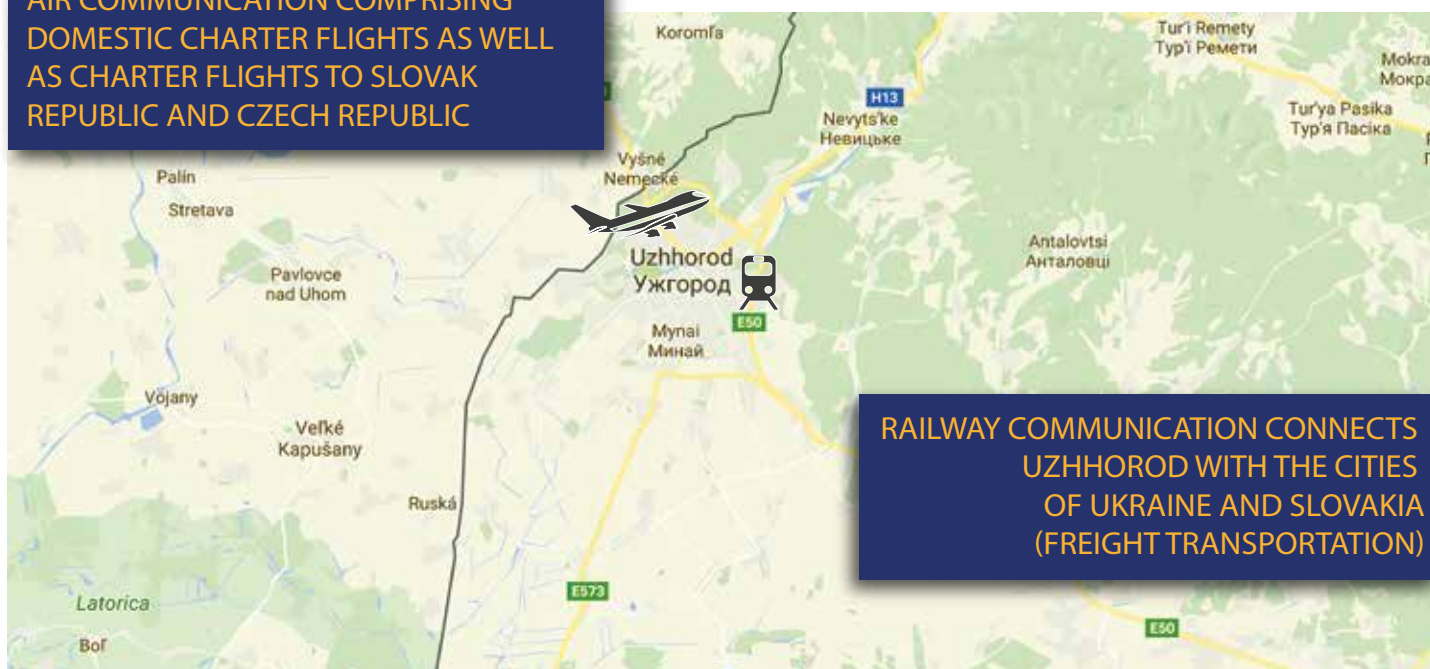 AIR COMMUNICATION COMPRISING
DOMESTIC CHARTER FLIGHTS AS WELL
AS CHARTER FLIGHTS TO SLOVAK
REPUBLIC AND CZECH REPUBLIC
Koromľa
Tur'i Remety
Тур'ї Ремети
Mokra
Мокра
H13
Nevyts'ke
Невицьке
Tur'ya Pasika
Тур'я Пасіка
Vyšné
Nemecké
Palín
Stretava
Antalovtsi
Анталовці
Uzhhorod
Ужгород
Pavlovce
nad Uhom
E50
Mynai
Минай
Vojany
Veľké
Kapušany
RAILWAY COMMUNICATION CONNECTS
UZHHOROD WITH THE CITIES
OF UKRAINE AND SLOVAKIA
(FREIGHT TRANSPORTATION)
Ruská
E573
Latorica
Boľ
E50